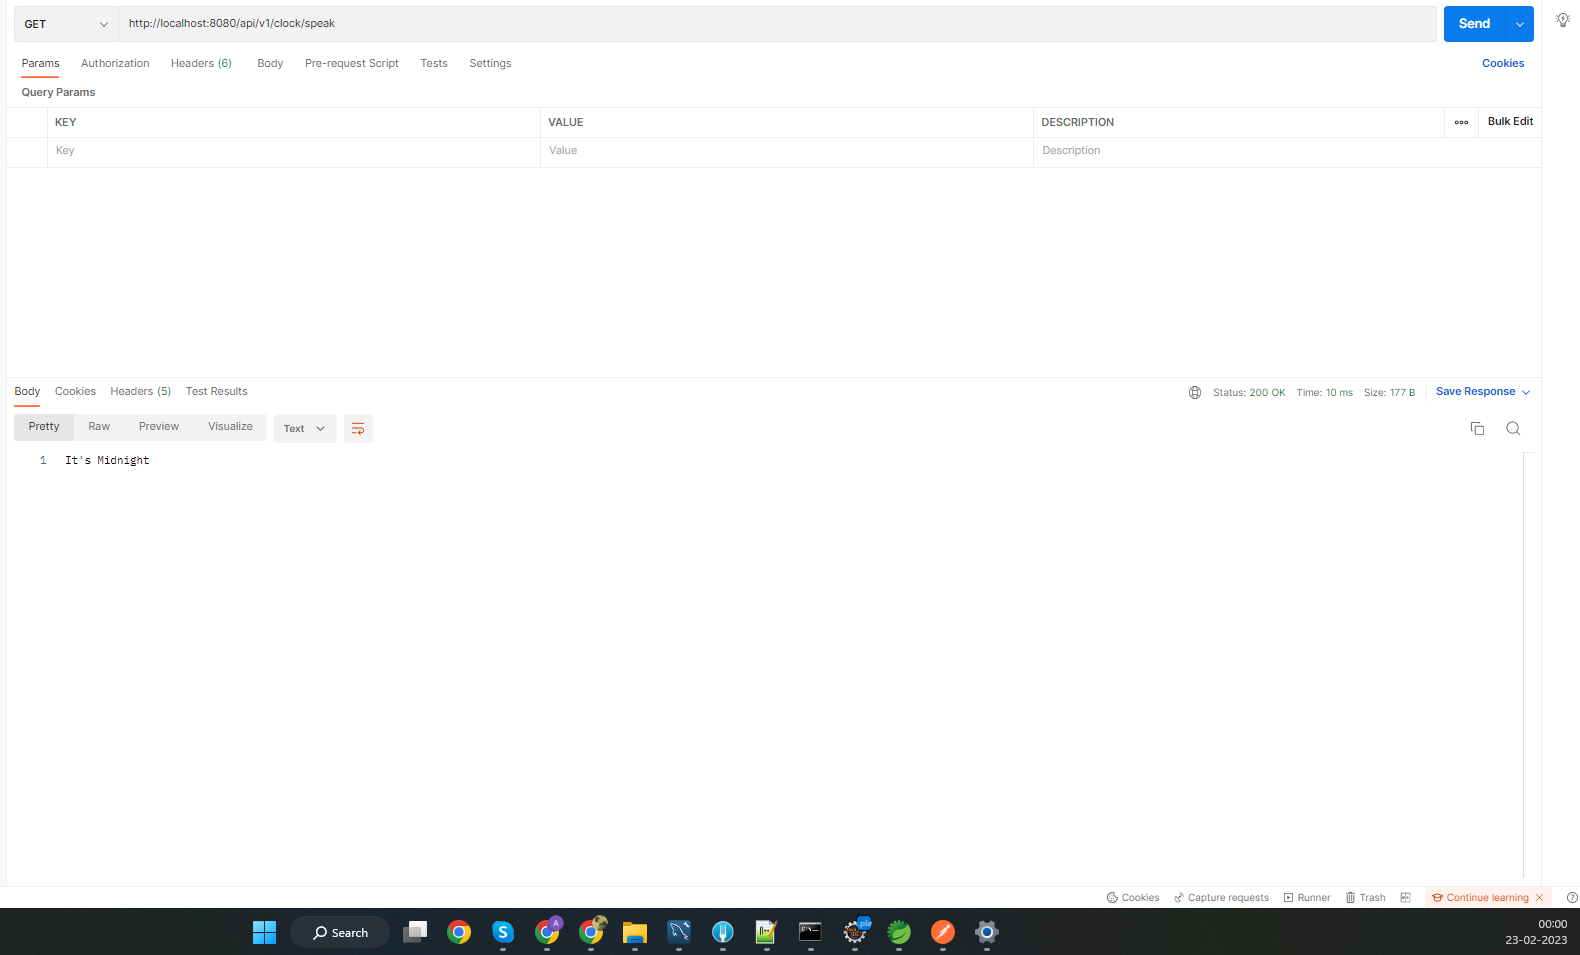 GET http://localhost:8080/api/v1/clock/speak Send
Params Authorization Headers (6) Body Pre-request Script Tests Settings Cookies
Query Params
KEY VALUE DESCRIPTION Bulk Edit
Key Value Description
Body Cookies Headers (5) Test Results Status: 200 OK Time: 10 ms Size: 177 B Save Response
Pretty Raw Preview Visualize Text
1 It's Midnight
Cookies Capture requests Runner Trash Continue learning
Search
00:00
23-02-2023